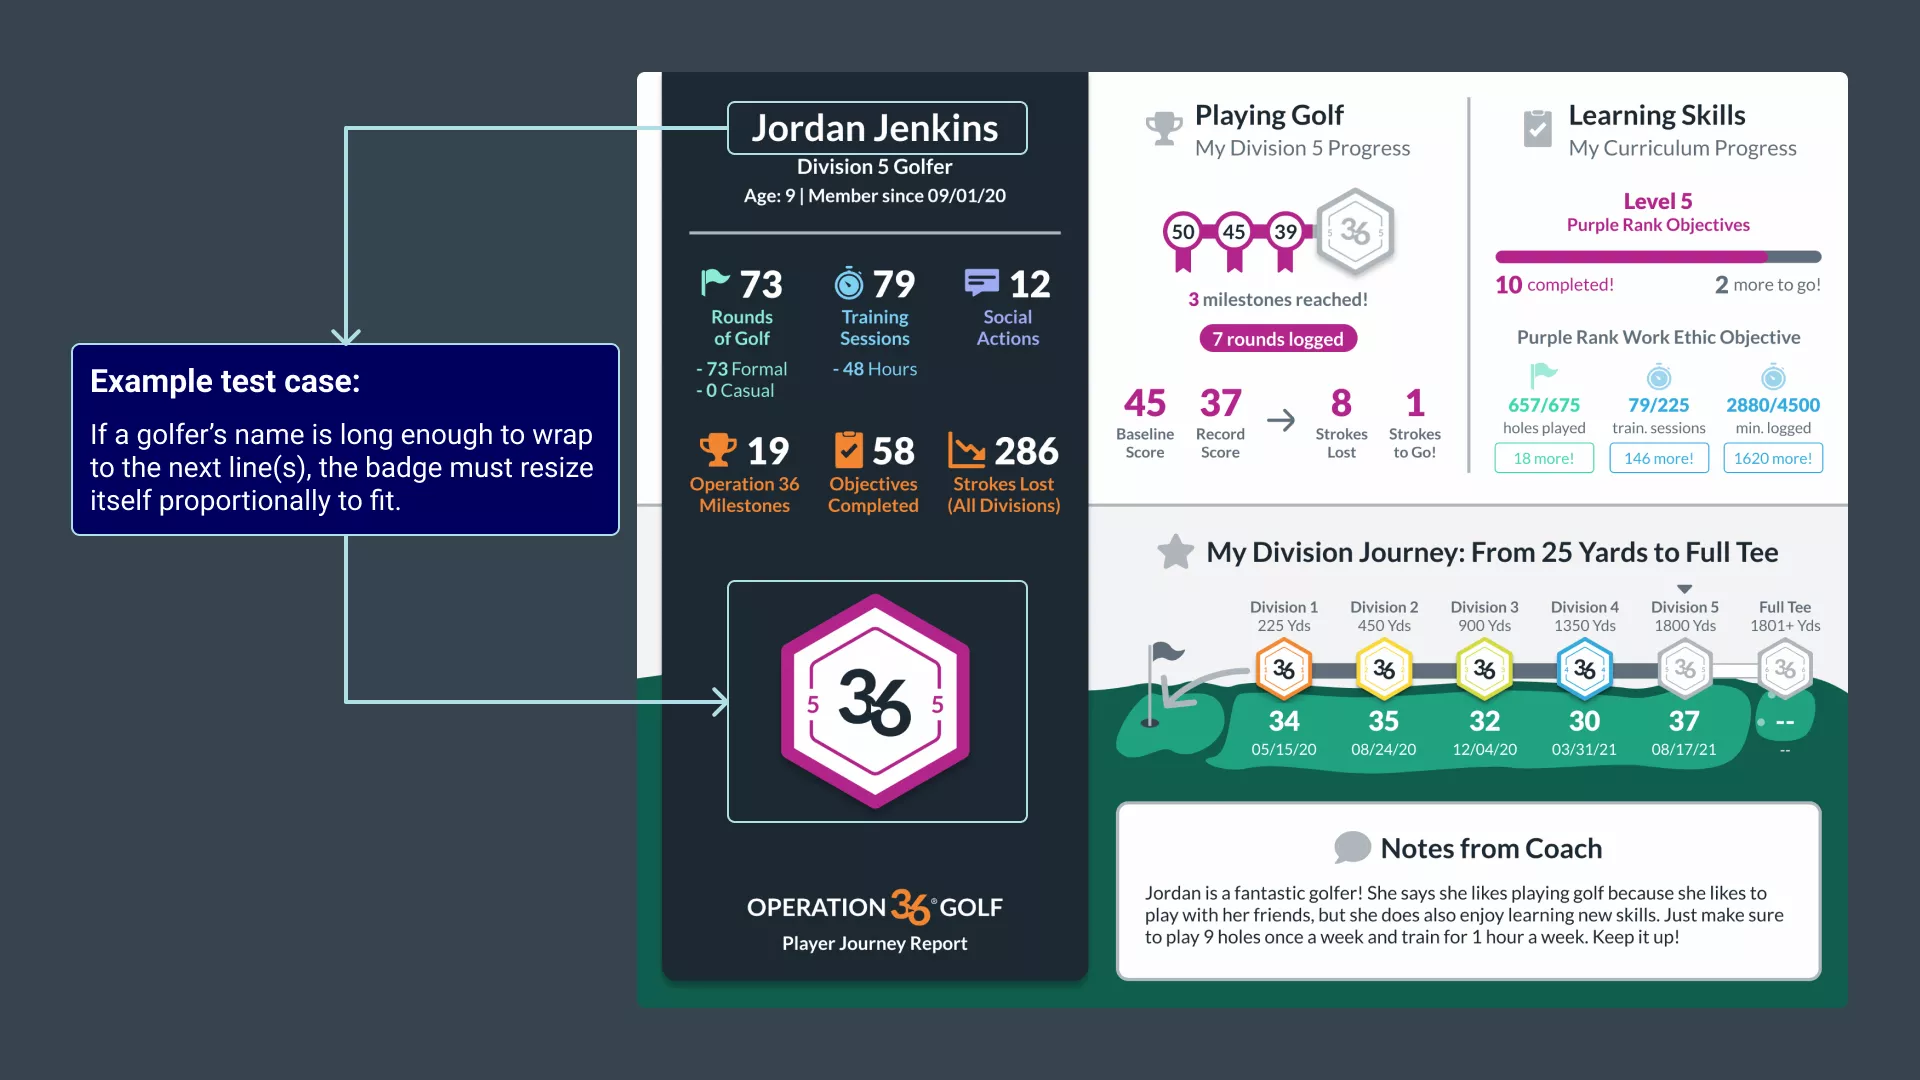 Example test case:
If a golfer’s name is long enough to wrap
to the next line(s), the badge must resize
itself proportionally to fit.
Jordan Jenkins
Division 5 Golfer
Age: 9 | Member since 09/01/20
73
Rounds
of Golf
- 73 Formal
- 0 Casual
79
Training
Sessions
- 48 Hours
12
Social
Actions
19
Operation 36
Milestones
58
Objectives
Completed
286
Strokes Lost
(All Divisions)
5 36 5
OPERATION 36® GOLF
Player Journey Report
Playing Golf
My Division 5 Progress
50 45 39 5 36 5
3 milestones reached!
7 rounds logged
45
Baseline
Score
37
Record
Score
8
Strokes
Lost
1
Strokes
to Go!
Learning Skills
My Curriculum Progress
Level 5
Purple Rank Objectives
10 completed!
2 more to go!
Purple Rank Work Ethic Objective
657/675
holes played
18 more!
79/225
train. sessions
146 more!
2880/4500
min. logged
1620 more!
My Division Journey: From 25 Yards to Full Tee
Division 1
225 Yds
36
34
05/15/20
Division 2
450 Yds
36
35
08/24/20
Division 3
900 Yds
36
32
12/04/20
Division 4
1350 Yds
4 36 4
30
03/31/21
Division 5
1800 Yds
36
37
08/17/21
Full Tee
1801+ Yds
36
--
--
Notes from Coach
Jordan is a fantastic golfer! She says she likes playing golf because she likes to
play with her friends, but she does also enjoy learning new skills. Just make sure
to play 9 holes once a week and train for 1 hour a week. Keep it up!